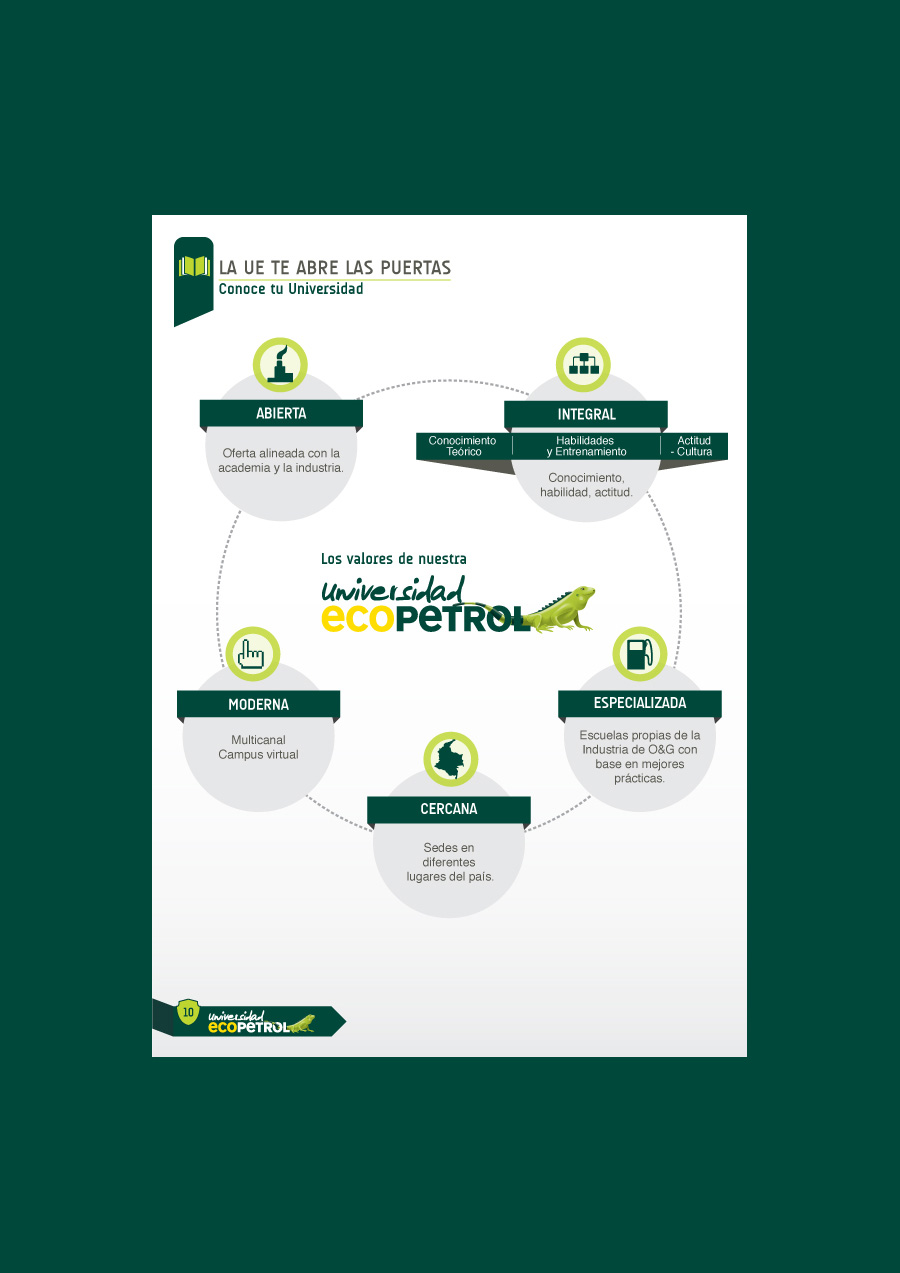 LA UE TE ABRE LAS PUERTAS
Conoce tu Universidad
ABIERTA
Oferta alineada con la
academia y la industria.
INTEGRAL
Conocimiento
Teórico
Habilidades
y Entrenamiento
Actitud
- Cultura
Conocimiento,
habilidad, actitud.
Los valores de nuestra
universidad
ecopetrol
MODERNA
Multicanal
Campus virtual
ESPECIALIZADA
Escuelas propias de la
Industria de O&G con
base en mejores
prácticas.
CERCANA
Sedes en
diferentes
lugares del país.
10
universidad
ecopetrol